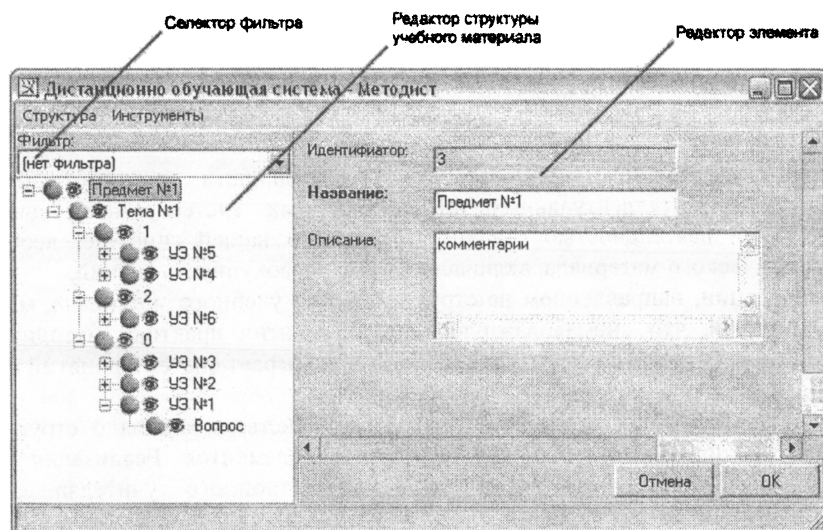 Селектор фильтра
Редактор структуры
учебного материала
Редактор элемента
Дистанционно обучающая система - Методист
Структура Инструменты
Фильтр:
(нет фильтра)
Предмет №1
Тема №1
1
УЭ №5
УЭ №4
2
УЭ №6
0
УЭ №3
УЭ №2
УЭ №1
Вопрос
Идентифиатор:
3
Название:
Предмет №1
Описание:
комментарии
Отмена
OK